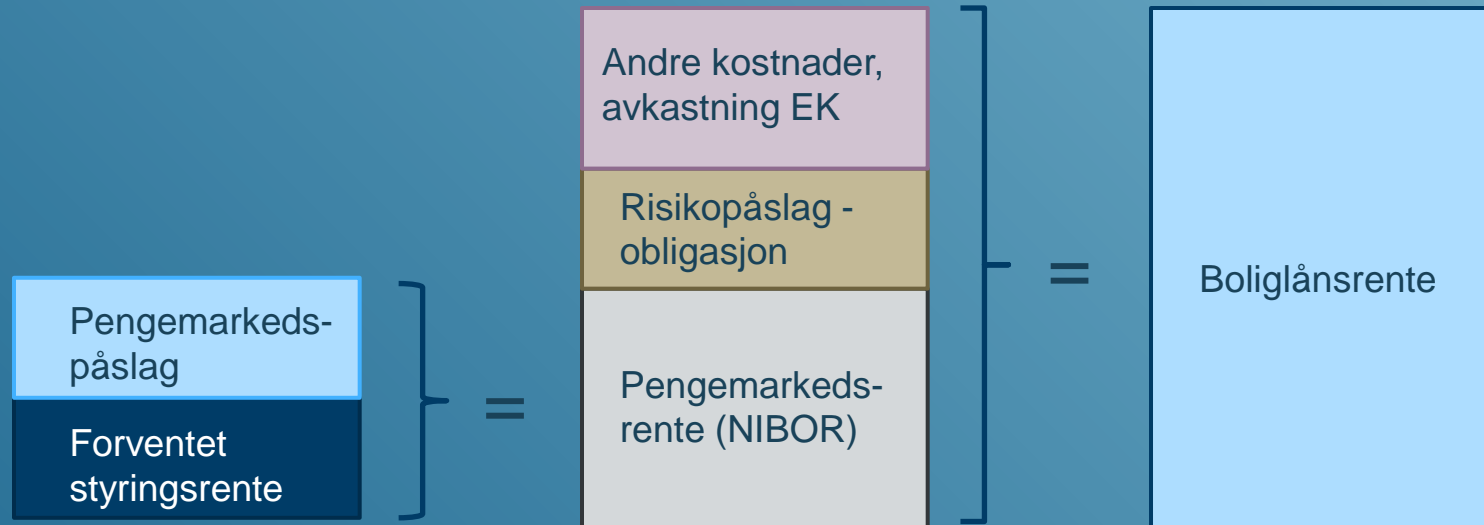 Pengemarkeds-
påslag
Forventet
styringsrente
=
Andre kostnader,
avkastning EK
Risikopåslag -
obligasjon
Pengemarkeds-
rente (NIBOR)
=
Boliglånsrente